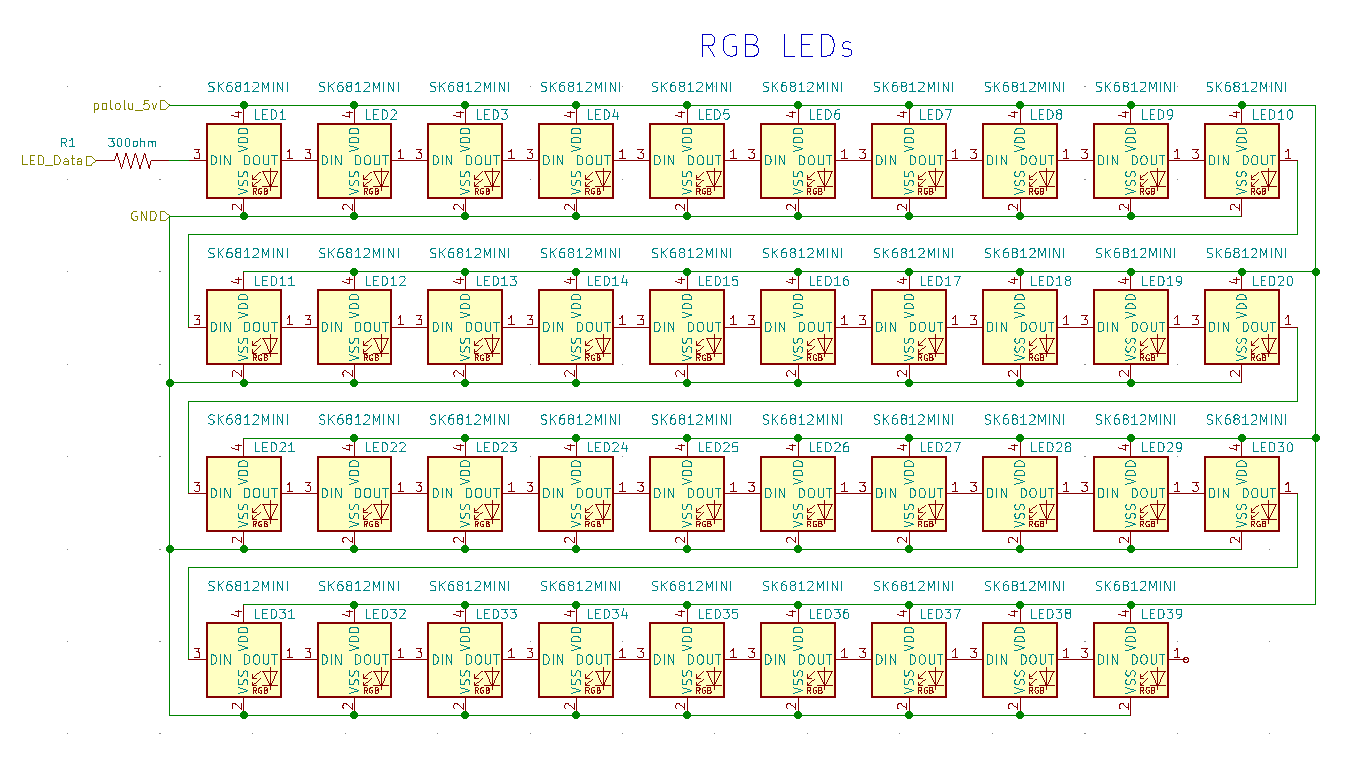 RGB LEDs
SK6812MINI SK6812MINI SK6812MINI SK6812MINI SK6812MINI SK6812MINI SK6812MINI SK6812MINI SK6812MINI SK6812MINI
pololu_5v
4 LED1 4 LED2 4 LED3 4 LED4 4 LED5 4 LED6 4 LED7 4 LED8 4 LED9 4 LED10
VDD VDD VDD VDD VDD VDD VDD VDD VDD VDD
R1 300ohm
LED_Data 3 DIN DOUT 1 3 DIN DOUT 1 3 DIN DOUT 1 3 DIN DOUT 1 3 DIN DOUT 1 3 DIN DOUT 1 3 DIN DOUT 1 3 DIN DOUT 1 3 DIN DOUT 1 3 DIN DOUT 1
VSS RGB VSS RGB VSS RGB VSS RGB VSS RGB VSS RGB VSS RGB VSS RGB VSS RGB VSS RGB
2 2 2 2 2 2 2 2 2 2
GND
SK6812MINI SK6812MINI SK6812MINI SK6812MINI SK6812MINI SK6812MINI SK6812MINI SK6812MINI SK6812MINI SK6812MINI
4 LED11 4 LED12 4 LED13 4 LED14 4 LED15 4 LED16 4 LED17 4 LED18 4 LED19 4 LED20
VDD VDD VDD VDD VDD VDD VDD VDD VDD VDD
3 DIN DOUT 1 3 DIN DOUT 1 3 DIN DOUT 1 3 DIN DOUT 1 3 DIN DOUT 1 3 DIN DOUT 1 3 DIN DOUT 1 3 DIN DOUT 1 3 DIN DOUT 1 3 DIN DOUT 1
VSS RGB VSS RGB VSS RGB VSS RGB VSS RGB VSS RGB VSS RGB VSS RGB VSS RGB VSS RGB
2 2 2 2 2 2 2 2 2 2
SK6812MINI SK6812MINI SK6812MINI SK6812MINI SK6812MINI SK6812MINI SK6812MINI SK6812MINI SK6812MINI SK6812MINI
4 LED21 4 LED22 4 LED23 4 LED24 4 LED25 4 LED26 4 LED27 4 LED28 4 LED29 4 LED30
VDD VDD VDD VDD VDD VDD VDD VDD VDD VDD
3 DIN DOUT 1 3 DIN DOUT 1 3 DIN DOUT 1 3 DIN DOUT 1 3 DIN DOUT 1 3 DIN DOUT 1 3 DIN DOUT 1 3 DIN DOUT 1 3 DIN DOUT 1 3 DIN DOUT 1
VSS RGB VSS RGB VSS RGB VSS RGB VSS RGB VSS RGB VSS RGB VSS RGB VSS RGB VSS RGB
2 2 2 2 2 2 2 2 2 2
SK6812MINI SK6812MINI SK6812MINI SK6812MINI SK6812MINI SK6812MINI SK6812MINI SK6812MINI SK6812MINI
4 LED31 4 LED32 4 LED33 4 LED34 4 LED35 4 LED36 4 LED37 4 LED38 4 LED39
VDD VDD VDD VDD VDD VDD VDD VDD VDD
3 DIN DOUT 1 3 DIN DOUT 1 3 DIN DOUT 1 3 DIN DOUT 1 3 DIN DOUT 1 3 DIN DOUT 1 3 DIN DOUT 1 3 DIN DOUT 1 3 DIN DOUT 1
VSS RGB VSS RGB VSS RGB VSS RGB VSS RGB VSS RGB VSS RGB VSS RGB VSS RGB
2 2 2 2 2 2 2 2 2